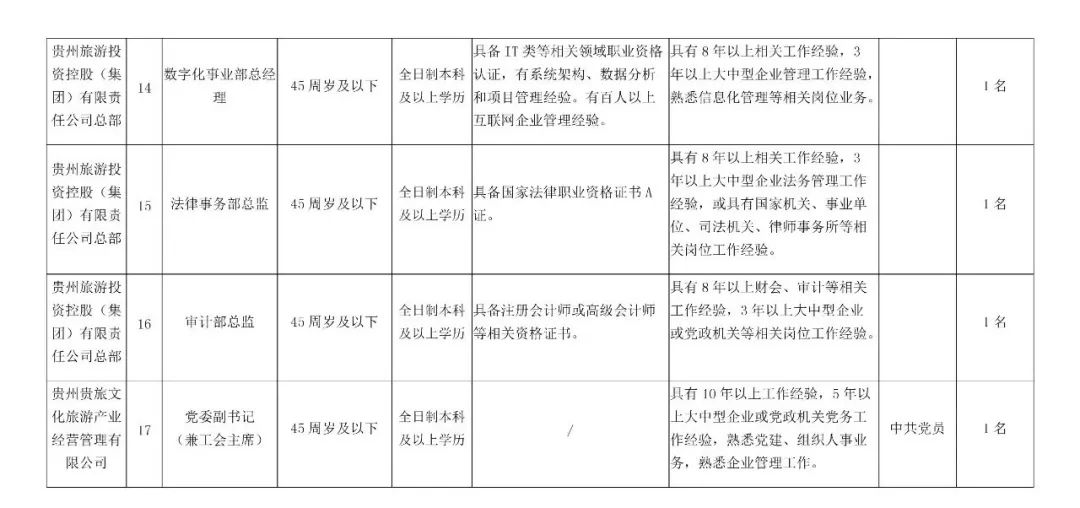 贵州旅游投
资控股（集
团）有限责
任公司总部
14
数字化事业部总经
理
45 周岁及以下
全日制本科
及以上学历
具备 IT 类等相关领域职业资格
认证，有系统架构、数据分析
和项目管理经验。有百人以上
互联网企业管理经验。
具有 8 年以上相关工作经验，3
年以上大中型企业管理工作经验，
熟悉信息化管理等相关岗位业务。
1 名
贵州旅游投
资控股（集
团）有限责
任公司总部
15
法律事务部总监
45 周岁及以下
全日制本科
及以上学历
具备国家法律职业资格证书 A
证。
具有 8 年以上相关工作经验，3
年以上大中型企业法务管理工作
经验，或具有国家机关、事业单
位、司法机关、律师事务所等相
关岗位工作经验。
1 名
贵州旅游投
资控股（集
团）有限责
任公司总部
16
审计部总监
45 周岁及以下
全日制本科
及以上学历
具备注册会计师或高级会计师
等相关资格证书。
具有 8 年以上财会、审计等相关
工作经验，3 年以上大中型企业
或党政机关等相关岗位工作经验。
1 名
贵州贵旅文
化旅游产业
经营管理有
限公司
17
党委副书记
（兼工会主席）
45 周岁及以下
全日制本科
及以上学历
/
具有 10 年以上工作经验，5 年以
上大中型企业或党政机关党务工
作经验，熟悉党建、组织人事业
务，熟悉企业管理工作。
中共党员
1 名